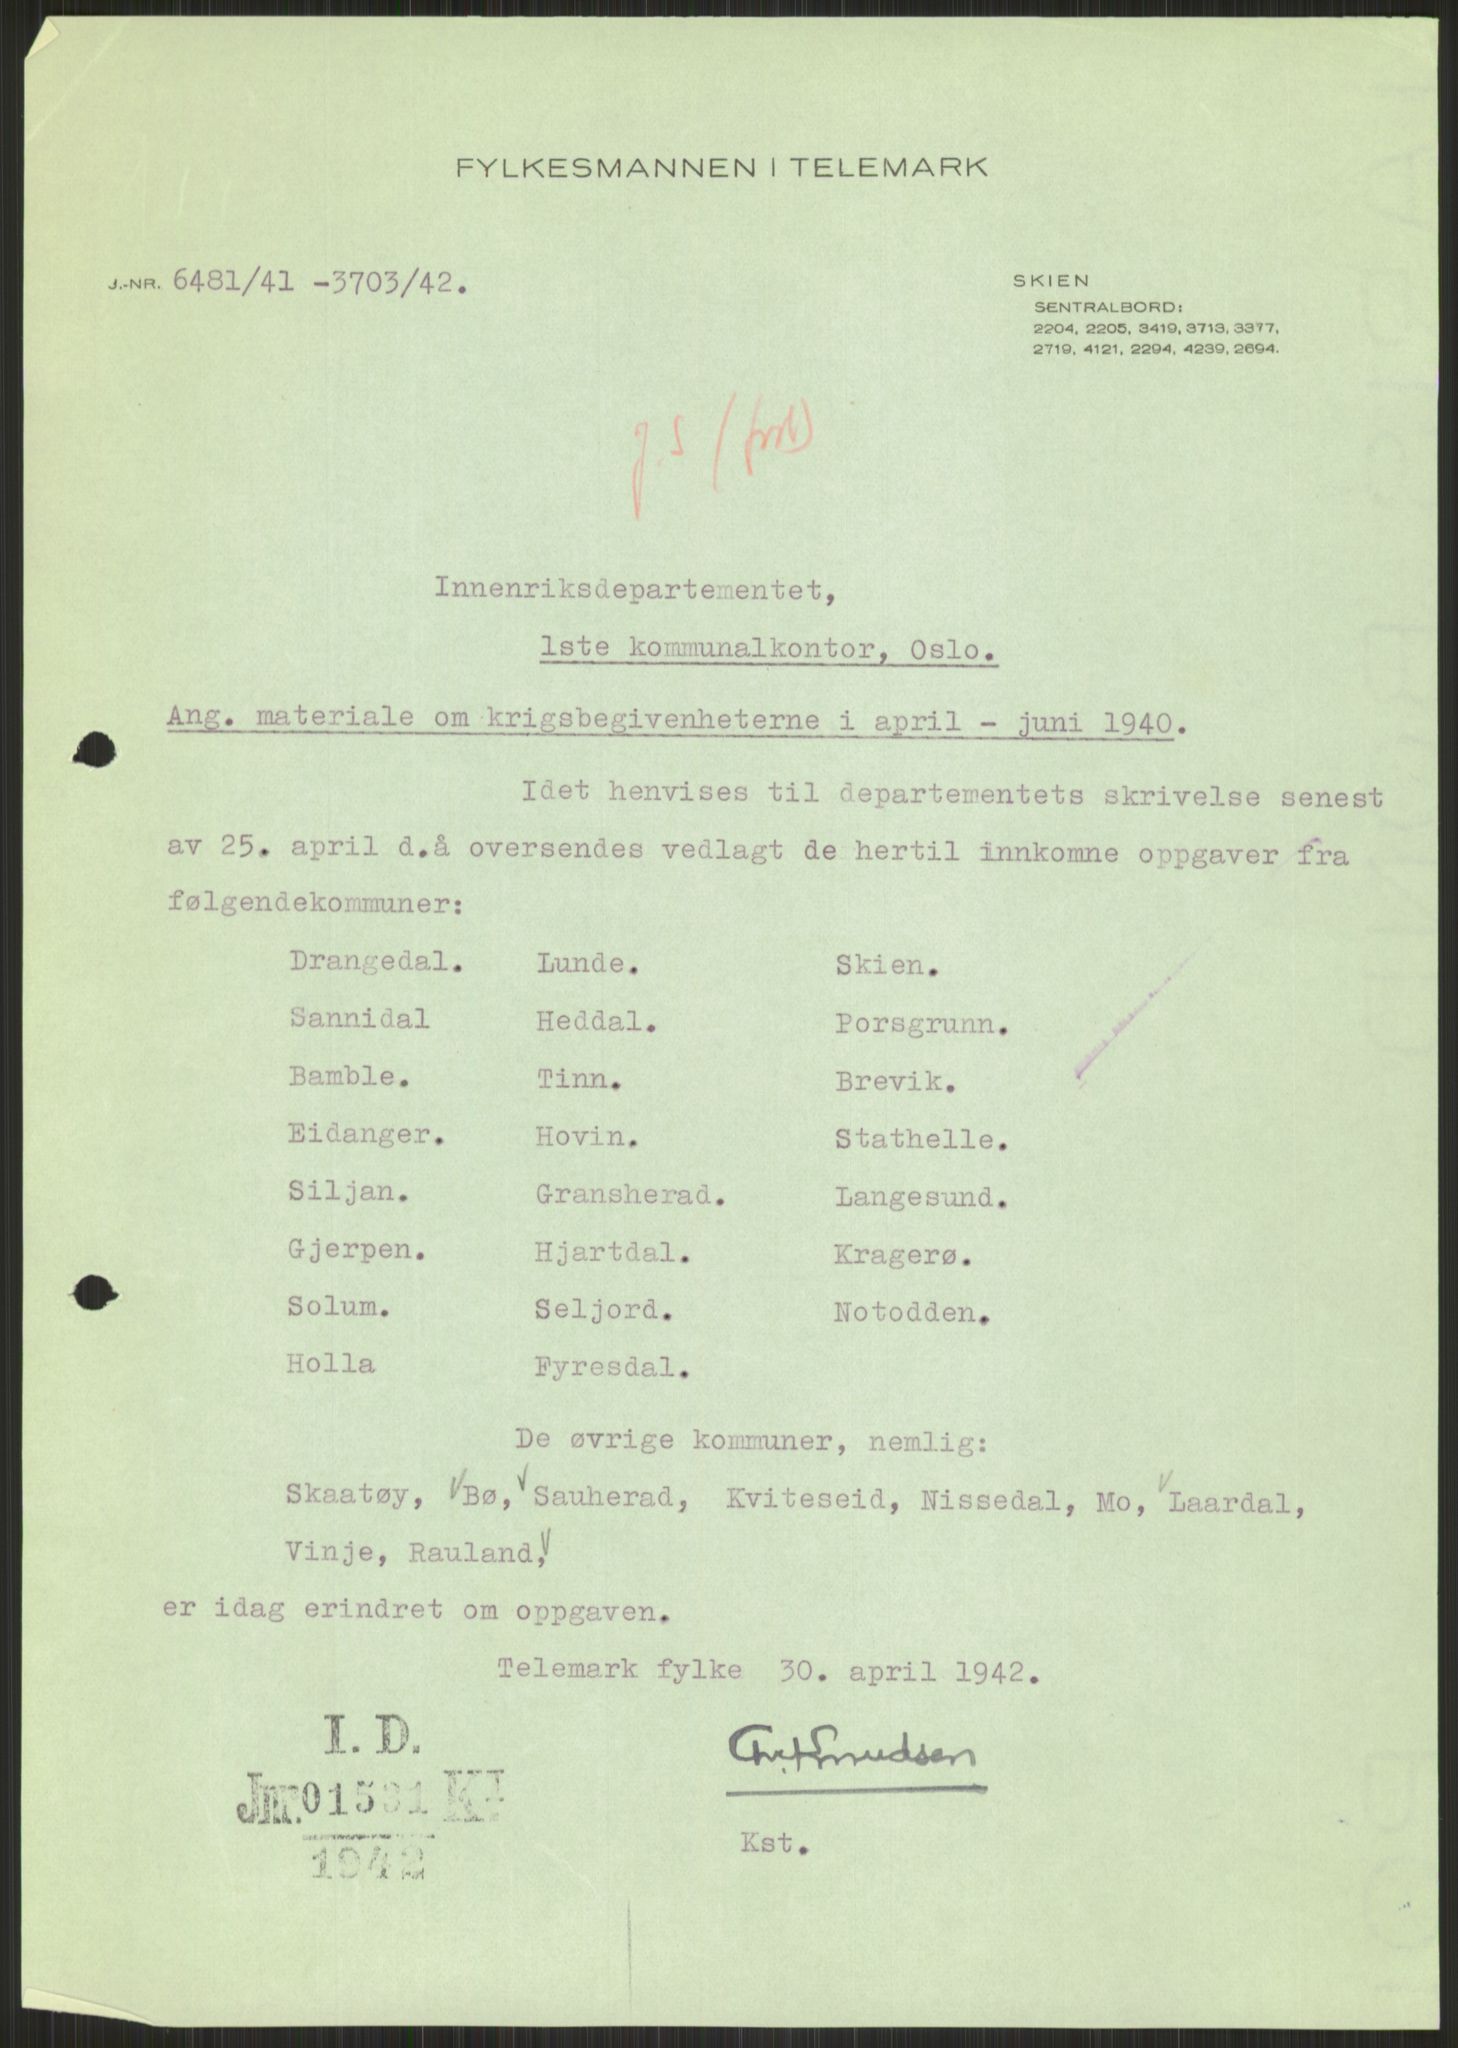 FYLKESMANNEN I TELEMARK
J.-NR. 6481/41 -3703/42.
SKIEN
SENTRALBORD:
2204, 2205, 3419, 3713, 3377,
2719, 4121, 2294, 4239, 2694.
Innenriksdepartementet,
1ste kommunalkontor, Oslo.
Ang. materiale om krigsbegivenheterne i april - juni 1940.
Idet henvises til departementets skrivelse senest
av 25. april d.å oversendes vedlagt de hertil innkomne oppgaver fra
følgendekommuner:
Drangedal. Lunde. Skien.
Sannidal Heddal. Porsgrunn.
Bamble. Tinn. Brevik.
Eidanger. Hovin. Stathelle.
Siljan. Gransherad. Langesund.
Gjerpen. Hjartdal. Kragerø.
Solum. Seljord. Notodden.
Holla Fyresdal.
De øvrige kommuner, nemlig:
Skaatøy, Bø, Sauherad, Kviteseid, Nissedal, Mo, Laardal,
Vinje, Rauland,
er idag erindret om oppgaven.
Telemark fylke 30. april 1942.
I. D.
Jnr.
1942
Kst.